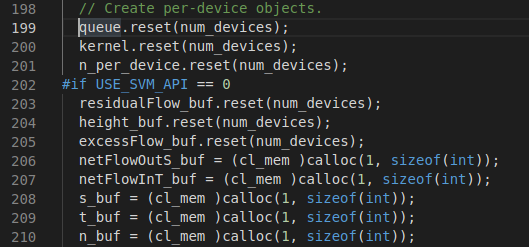 198 // Create per-device objects.
199 queue.reset(num_devices);
200 kernel.reset(num_devices);
201 n_per_device.reset(num_devices);
202 #if USE_SVM_API == 0
203 residualFlow_buf.reset(num_devices);
204 height_buf.reset(num_devices);
205 excessFlow_buf.reset(num_devices);
206 netFlowOutS_buf = (cl_mem )calloc(1, sizeof(int));
207 netFlowInT_buf = (cl_mem )calloc(1, sizeof(int));
208 s_buf = (cl_mem )calloc(1, sizeof(int));
209 t_buf = (cl_mem )calloc(1, sizeof(int));
210 n_buf = (cl_mem )calloc(1, sizeof(int));